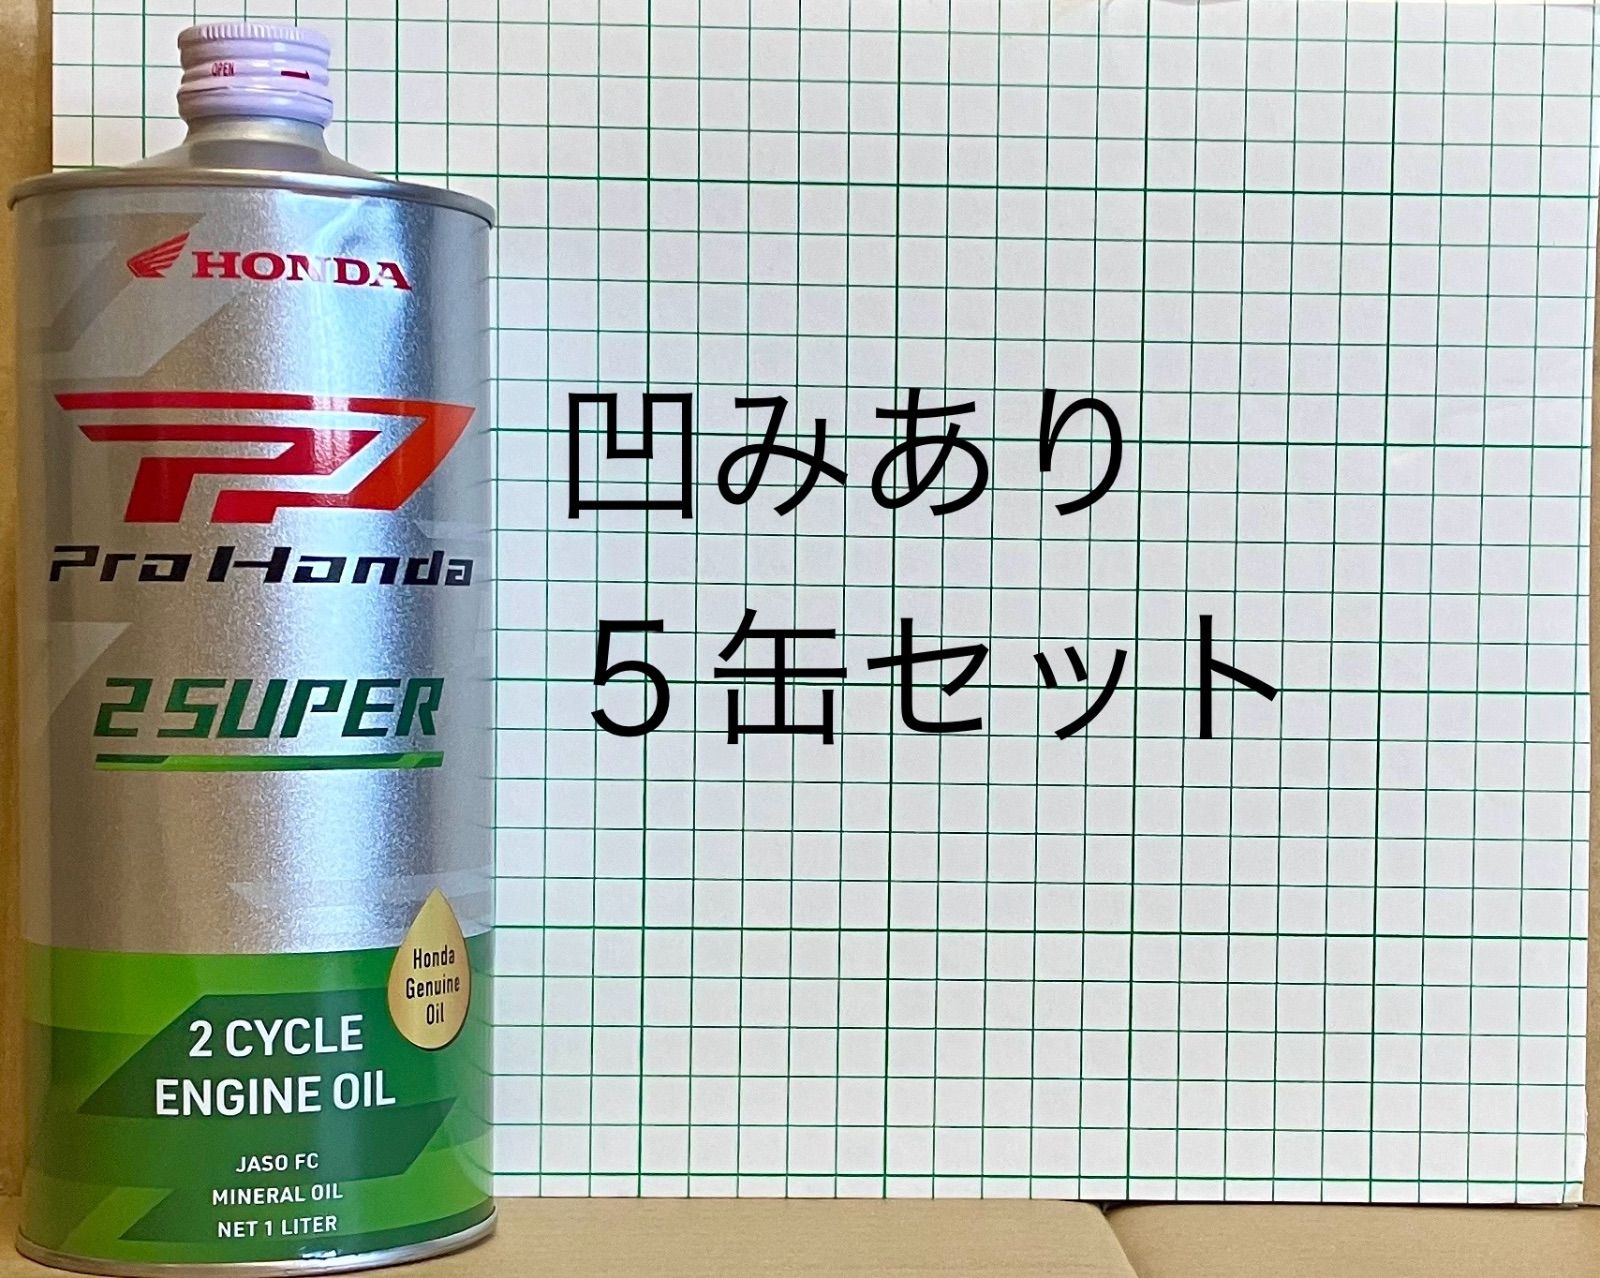 OPEN
HONDA
Pro Honda
2 SUPER
Honda
Genuine
Oil
2 CYCLE
ENGINE OIL
JASO FC
MINERAL OIL
NET 1 LITER
凹みあり
５缶セット